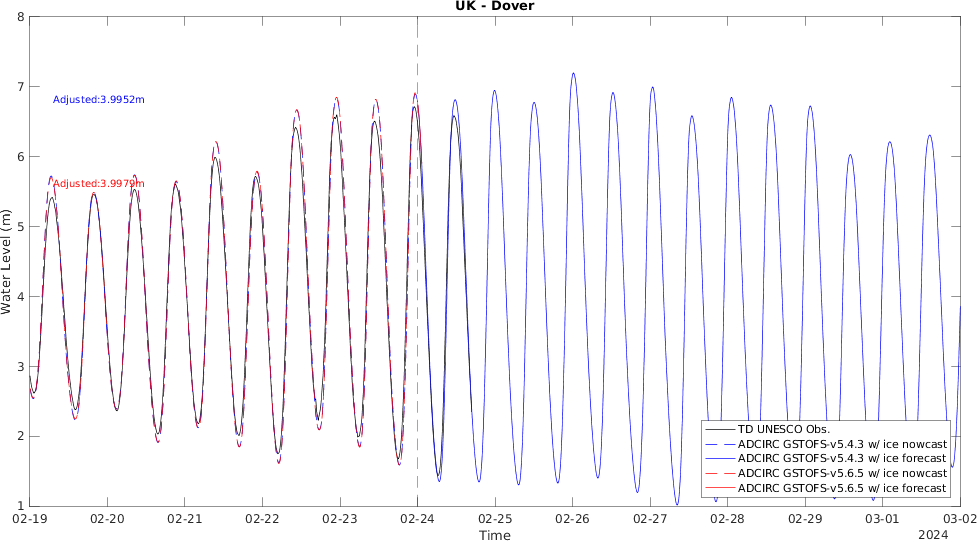 UK - Dover
8
7
6
5
4
3
2
1
Water Level (m)
Adjusted:3.9952m
Adjusted:3.9979m
TD UNESCO Obs.
ADCIRC GSTOFS-v5.4.3 w/ ice nowcast
ADCIRC GSTOFS-v5.4.3 w/ ice forecast
ADCIRC GSTOFS-v5.6.5 w/ ice nowcast
ADCIRC GSTOFS-v5.6.5 w/ ice forecast
02-19 02-20 02-21 02-22 02-23 02-24 02-25 02-26 02-27 02-28 02-29 03-01 03-02
Time
2024